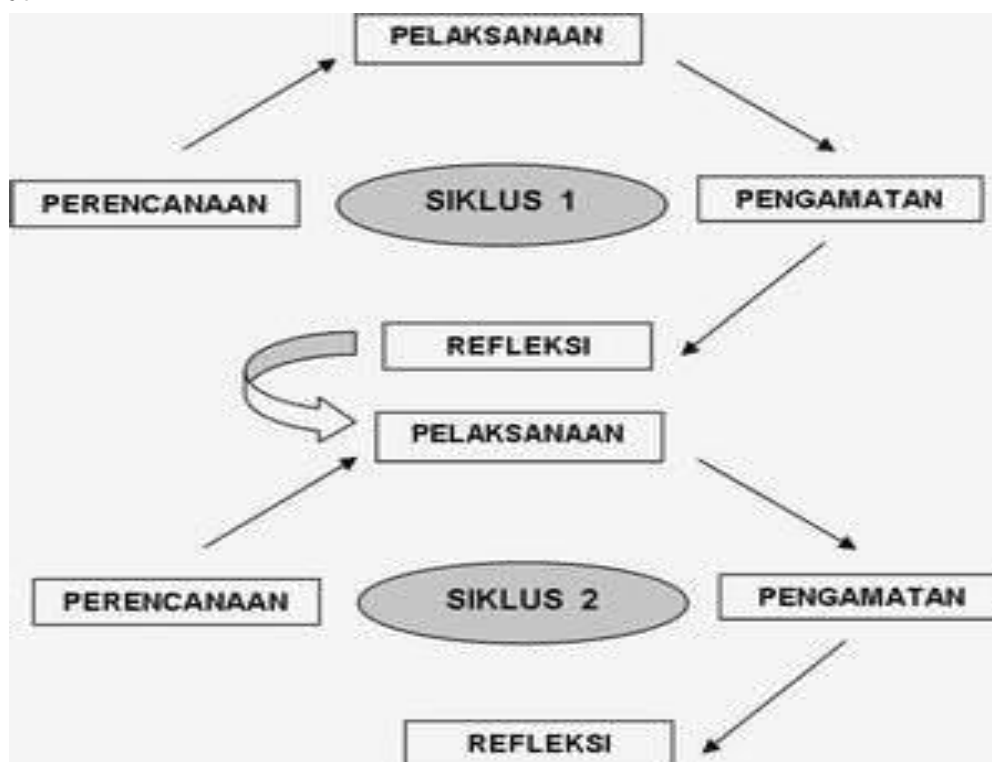 PELAKSANAAN
PERENCANAAN
SIKLUS 1
PENGAMATAN
REFLEKSI
PELAKSANAAN
PERENCANAAN
SIKLUS 2
PENGAMATAN
REFLEKSI